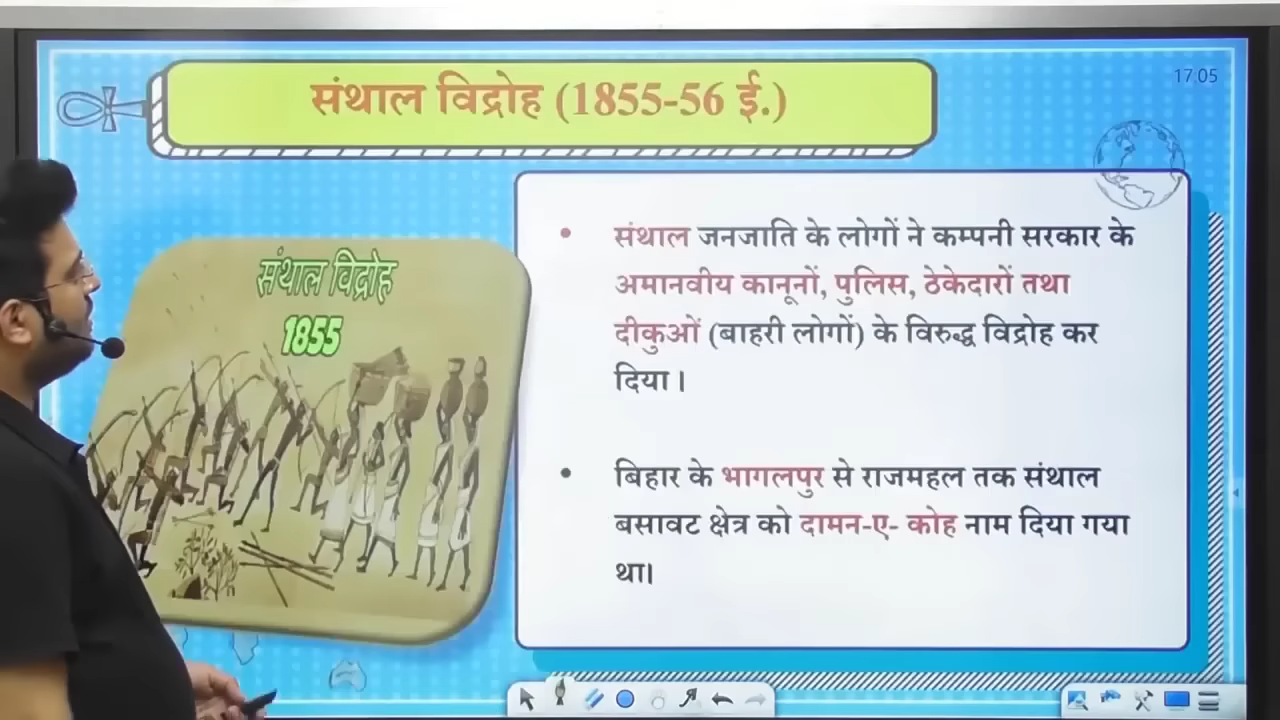 संथाल विद्रोह (1855-56 ई.)
17:05
संथाल विद्रोह
1855
• संथाल जनजाति के लोगों ने कम्पनी सरकार के
अमानवीय कानूनों, पुलिस, ठेकेदारों तथा
दीकुओं (बाहरी लोगों) के विरुद्ध विद्रोह कर
दिया।
• बिहार के भागलपुर से राजमहल तक संथाल
बसावट क्षेत्र को दामन-ए- कोह नाम दिया गया
था।